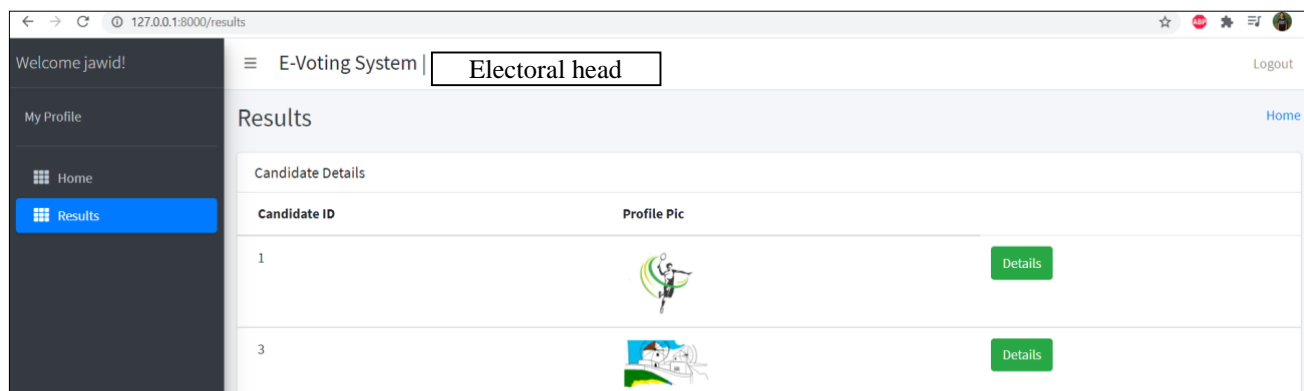 127.0.0.1:8000/results
ABP
Welcome jawid!
E-Voting System | Electoral head
Logout
My Profile
Results
Home
Home
Candidate Details
Results
Candidate ID Profile Pic
1 Details
3 Details